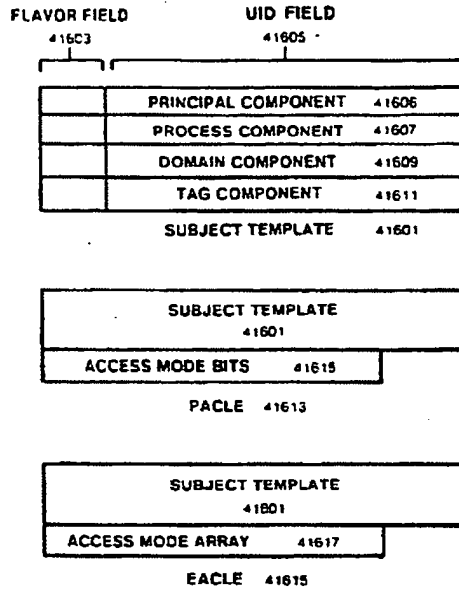 FLAVOR FIELD UID FIELD
41603 41605
PRINCIPAL COMPONENT 41606
PROCESS COMPONENT 41607
DOMAIN COMPONENT 41609
TAG COMPONENT 41611
SUBJECT TEMPLATE 41601
SUBJECT TEMPLATE
41601
ACCESS MODE BITS 41615
PACLE 41613
SUBJECT TEMPLATE
41601
ACCESS MODE ARRAY 41617
EACLE 41615